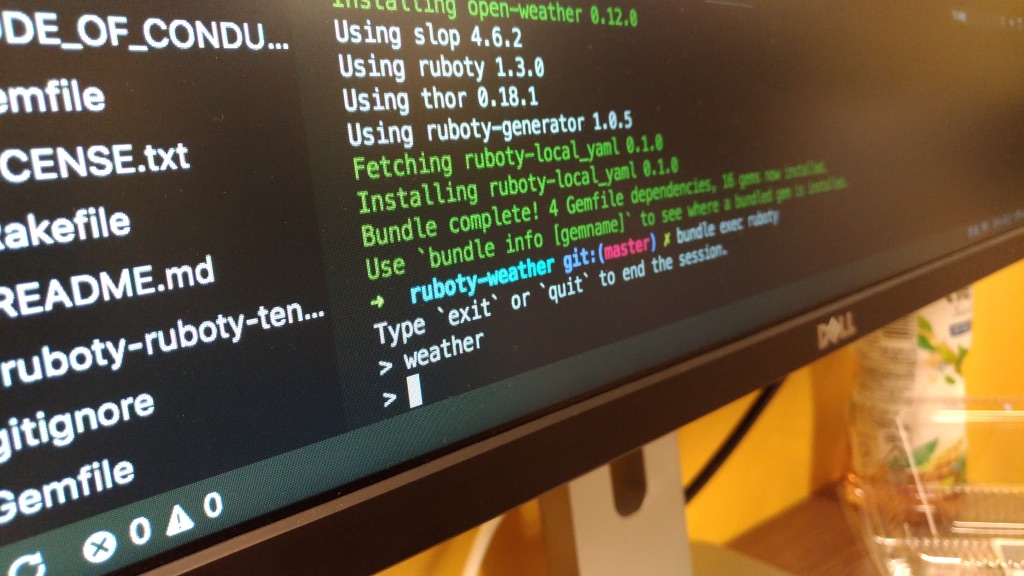 DE_OF_CONDU...
emfile
CENSE.txt
akefile
README.md
ruboty-ruboty-ten...
gitignore
Gemfile
0 0
Installing open-weather 0.12.0
Using slop 4.6.2
Using ruboty 1.3.0
Using thor 0.18.1
Using ruboty-generator 1.0.5
Fetching ruboty-local_yaml 0.1.0
Installing ruboty-local_yaml 0.1.0
Bundle complete! 4 Gemfile dependencies, 16 gems now installed.
Use `bundle info [gemname]` to see where a bundled gem is installed.
→ ruboty-weather git:(master) ✗ bundle exec ruboty
Type `exit` or `quit` to end the session.
> weather
>
DELL